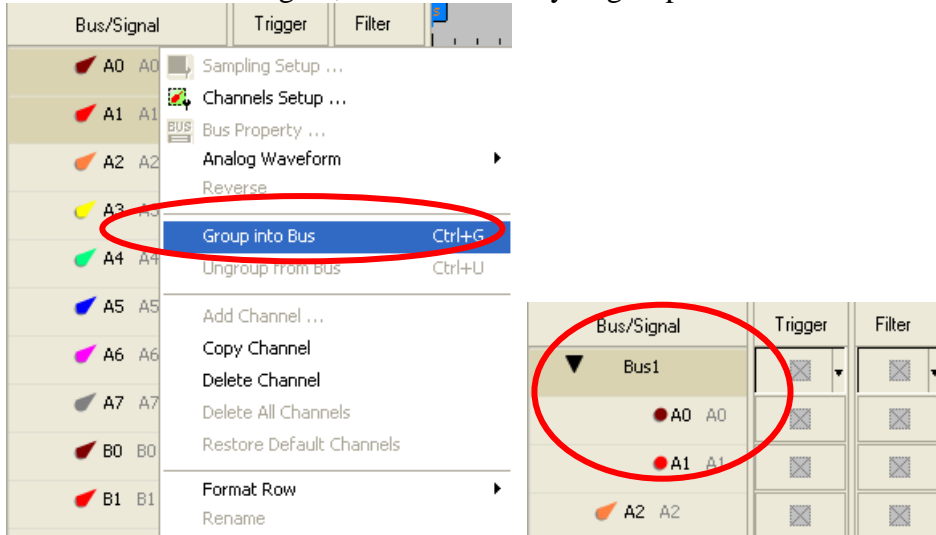 Bus/Signal Trigger Filter
S
A0 A0
A1 A1
A2 A2
A3 A3
A4 A4
A5 A5
A6 A6
A7 A7
B0 B0
B1 B1
Sampling Setup ...
Channels Setup ...
BUS Bus Property ...
Analog Waveform
Reverse
Group into Bus Ctrl+G
Ungroup from Bus Ctrl+U
Add Channel ...
Copy Channel
Delete Channel
Delete All Channels
Restore Default Channels
Format Row
Rename
Bus/Signal Trigger Filter
Bus1
A0 A0
A1 A1
A2 A2